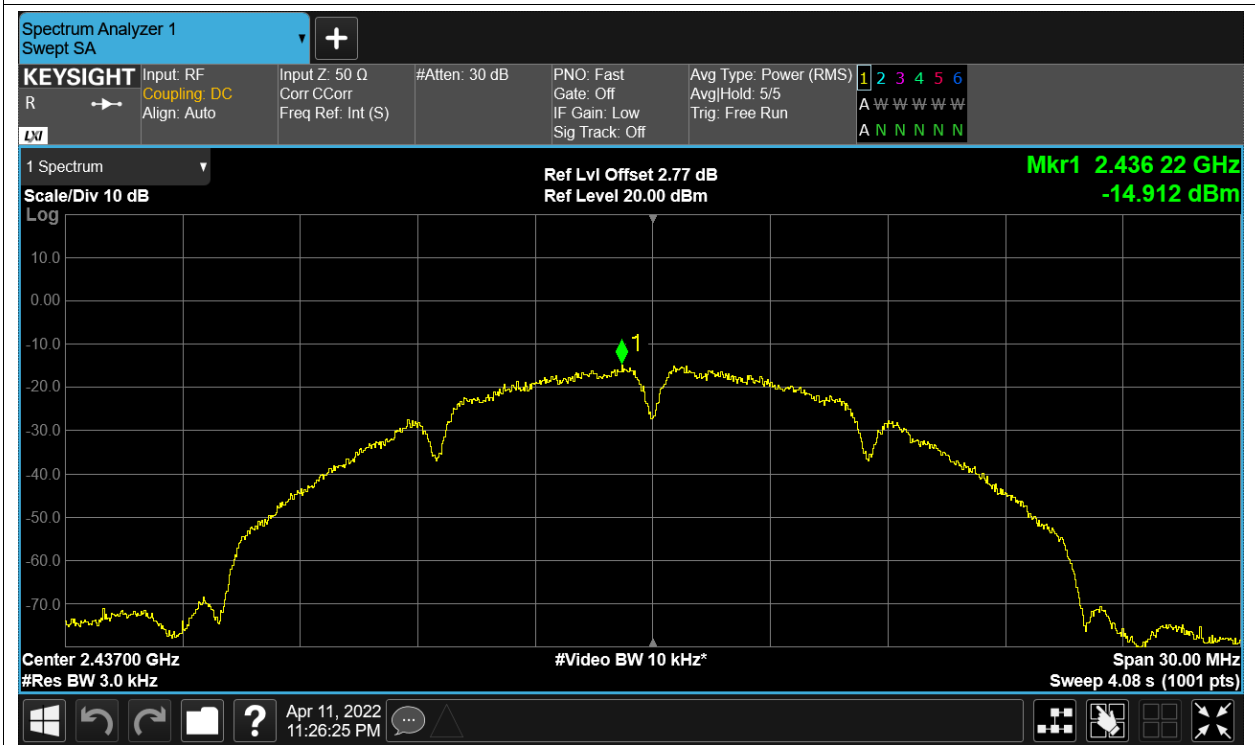 Spectrum Analyzer 1
Swept SA
KEYSIGHT
R
LXI
Input: RF
Coupling: DC
Align: Auto
Input Z: 50 Ω
Corr CCorr
Freq Ref: Int (S)
#Atten: 30 dB
PNO: Fast
Gate: Off
IF Gain: Low
Sig Track: Off
Avg Type: Power (RMS)
Avg|Hold: 5/5
Trig: Free Run
1 2 3 4 5 6
A W W W W W
A N N N N N
1 Spectrum
Scale/Div 10 dB
Ref Lvl Offset 2.77 dB
Ref Level 20.00 dBm
Mkr1 2.436 22 GHz
-14.912 dBm
Log
10.0
0.00
-10.0
-20.0
-30.0
-40.0
-50.0
-60.0
-70.0
1
Center 2.43700 GHz
#Res BW 3.0 kHz
#Video BW 10 kHz*
Span 30.00 MHz
Sweep 4.08 s (1001 pts)
?
Apr 11, 2022
11:26:25 PM